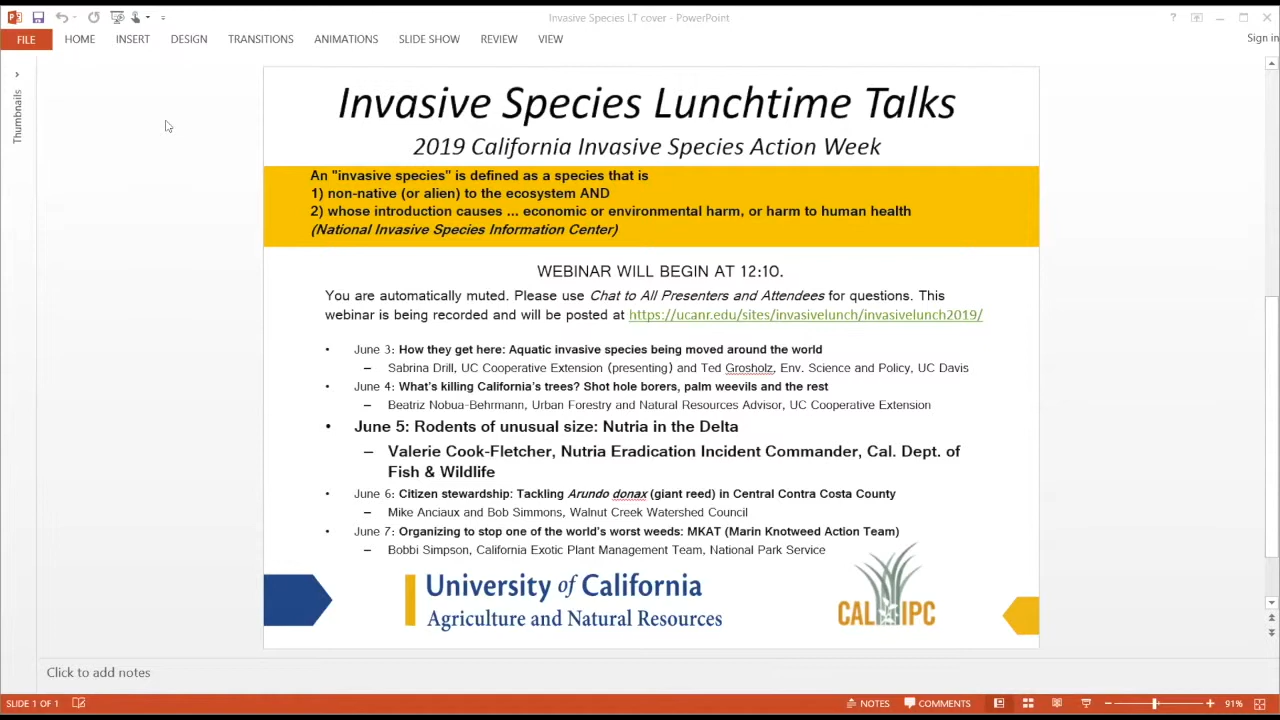 Invasive Species LT cover - PowerPoint
?
FILE HOME INSERT DESIGN TRANSITIONS ANIMATIONS SLIDE SHOW REVIEW VIEW
Sign in
Thumbnails
Invasive Species Lunchtime Talks
2019 California Invasive Species Action Week
An "invasive species" is defined as a species that is
1) non-native (or alien) to the ecosystem AND
2) whose introduction causes ... economic or environmental harm, or harm to human health
(National Invasive Species Information Center)
WEBINAR WILL BEGIN AT 12:10.
You are automatically muted. Please use Chat to All Presenters and Attendees for questions. This
webinar is being recorded and will be posted at https://ucanr.edu/sites/invasivelunch/invasivelunch2019/
• June 3: How they get here: Aquatic invasive species being moved around the world
– Sabrina Drill, UC Cooperative Extension (presenting) and Ted Grosholz, Env. Science and Policy, UC Davis
• June 4: What's killing California's trees? Shot hole borers, palm weevils and the rest
– Beatriz Nobua-Behrmann, Urban Forestry and Natural Resources Advisor, UC Cooperative Extension
• June 5: Rodents of unusual size: Nutria in the Delta
– Valerie Cook-Fletcher, Nutria Eradication Incident Commander, Cal. Dept. of
Fish & Wildlife
• June 6: Citizen stewardship: Tackling Arundo donax (giant reed) in Central Contra Costa County
– Mike Anciaux and Bob Simmons, Walnut Creek Watershed Council
• June 7: Organizing to stop one of the world's worst weeds: MKAT (Marin Knotweed Action Team)
– Bobbi Simpson, California Exotic Plant Management Team, National Park Service
University of California
Agriculture and Natural Resources
CAL IPC
Click to add notes
SLIDE 1 OF 1
NOTES COMMENTS
91%